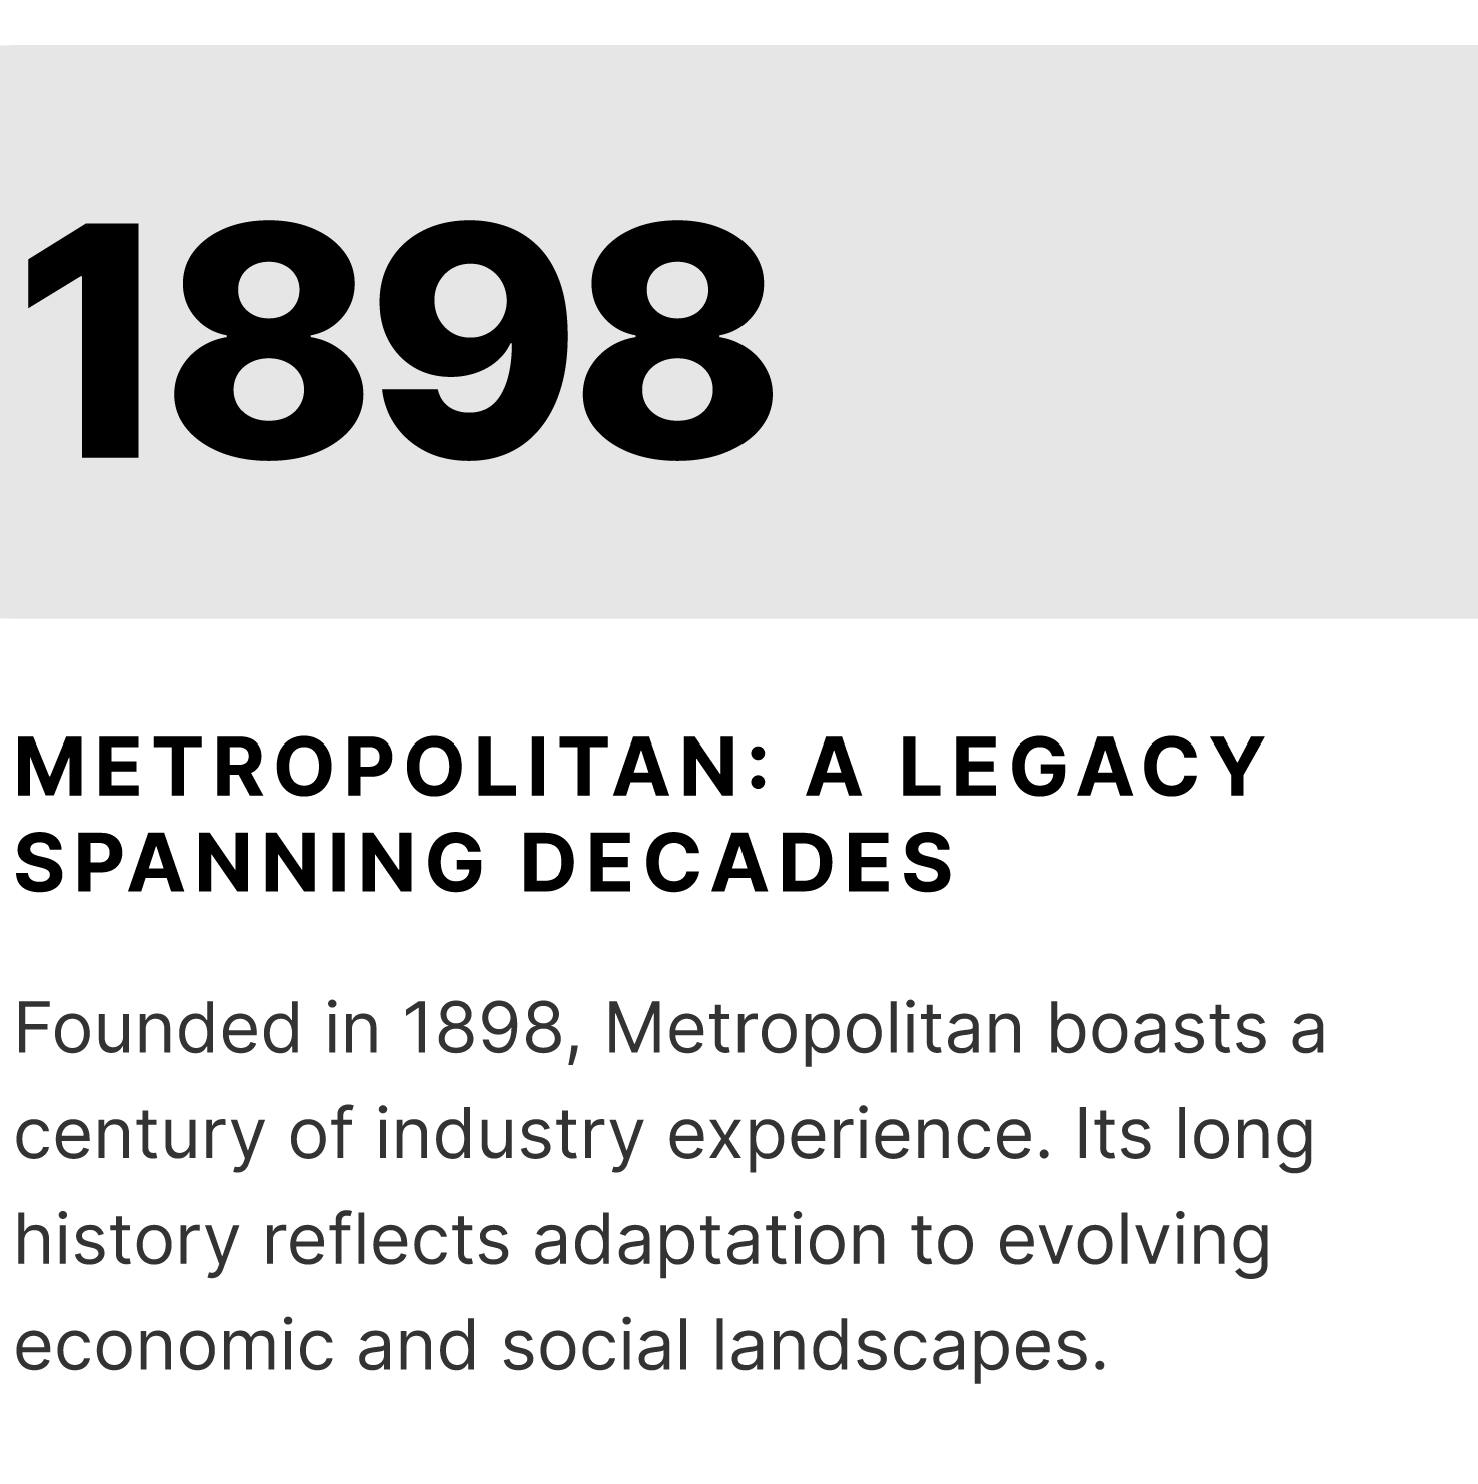 1898
METROPOLITAN: A LEGACY
SPANNING DECADES
Founded in 1898, Metropolitan boasts a
century of industry experience. Its long
history reflects adaptation to evolving
economic and social landscapes.